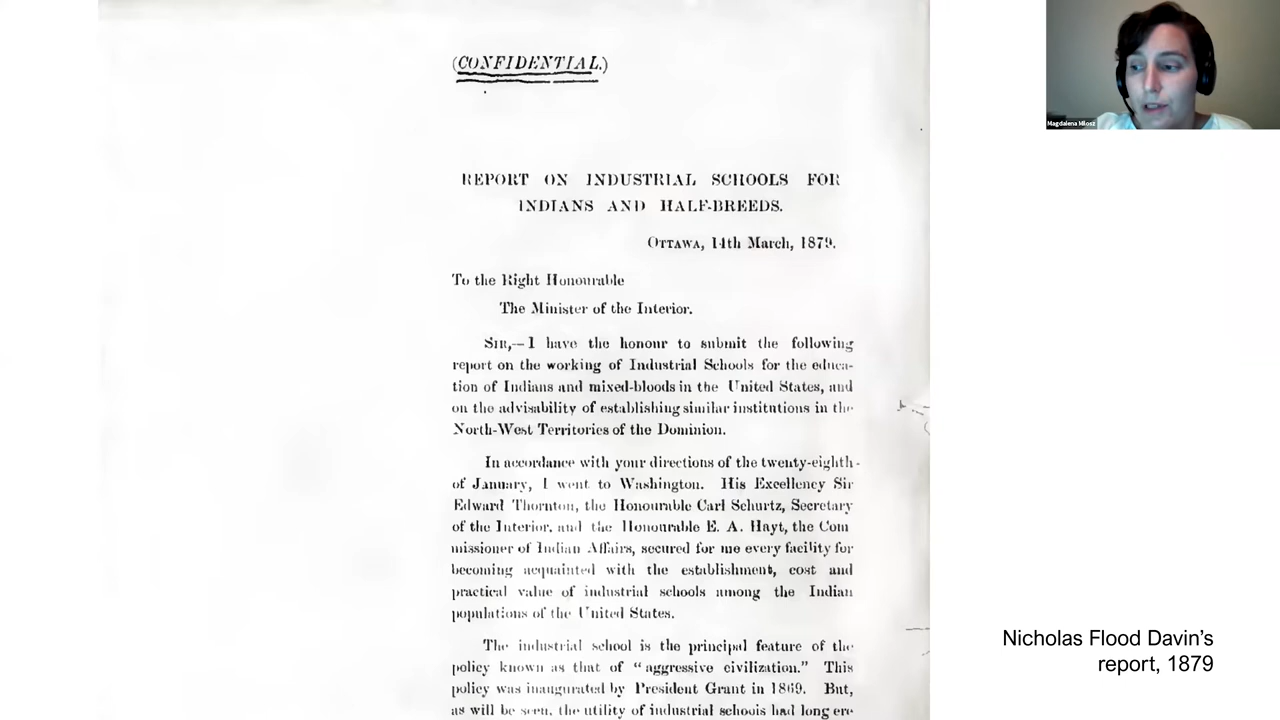 (CONFIDENTIAL.)
REPORT ON INDUSTRIAL SCHOOLS FOR
INDIANS AND HALF-BREEDS.
OTTAWA, 14th March, 1879.
To the Right Honourable
The Minister of the Interior.
SIR,—I have the honour to submit the following
report on the working of Industrial Schools for the educa-
tion of Indians and mixed-bloods in the United States, and
on the advisability of establishing similar institutions in the
North-West Territories of the Dominion.
In accordance with your directions of the twenty-eighth
of January, I went to Washington. His Excellency Sir
Edward Thornton, the Honourable Carl Schurtz, Secretary
of the Interior, and the Honourable E. A. Hayt, the Com
missioner of Indian Affairs, secured for me every facility for
becoming acquainted with the establishment, cost and
practical value of industrial schools among the Indian
populations of the United States.
The industrial school is the principal feature of the
policy known as that of "aggressive civilization." This
policy was inaugurated by President Grant in 1869. But,
as will be seen, the utility of industrial schools had long ere
Magdalena Milosz
Nicholas Flood Davin's
report, 1879